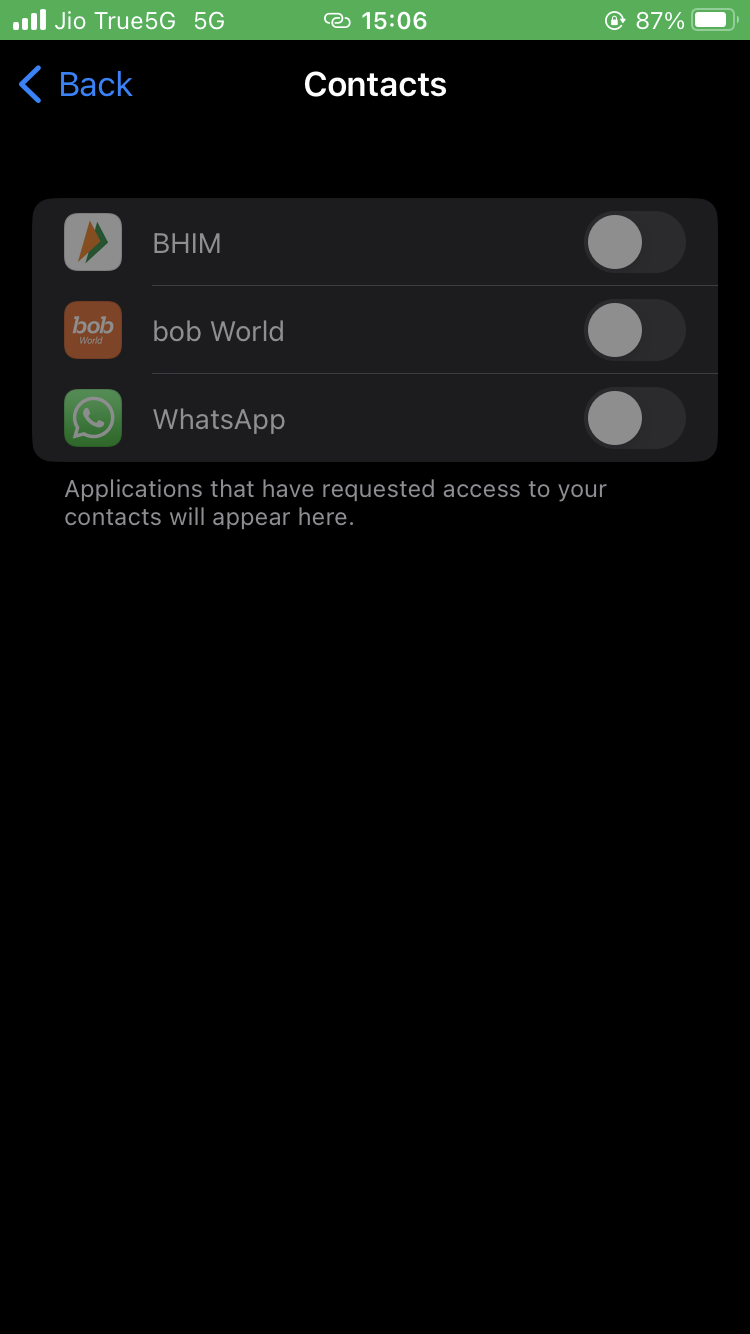 Jio True5G 5G 15:06 87%
Back Contacts
BHIM
bob World
bob World
WhatsApp
Applications that have requested access to your
contacts will appear here.